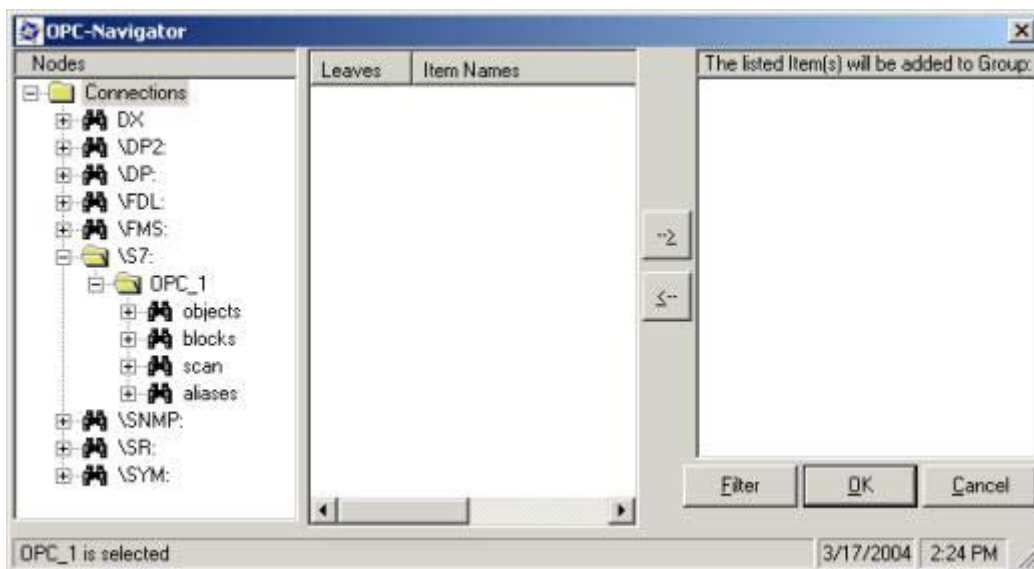 OPC-Navigator
Nodes
Connections
DX
\DP2:
\DP:
\FDL:
\FMS:
\S7:
OPC_1
objects
blocks
scan
aliases
\SNMP:
\SR:
\SYM:
Leaves Item Names
-->
<--
The listed Item(s) will be added to Group:
Filter OK Cancel
OPC_1 is selected 3/17/2004 2:24 PM